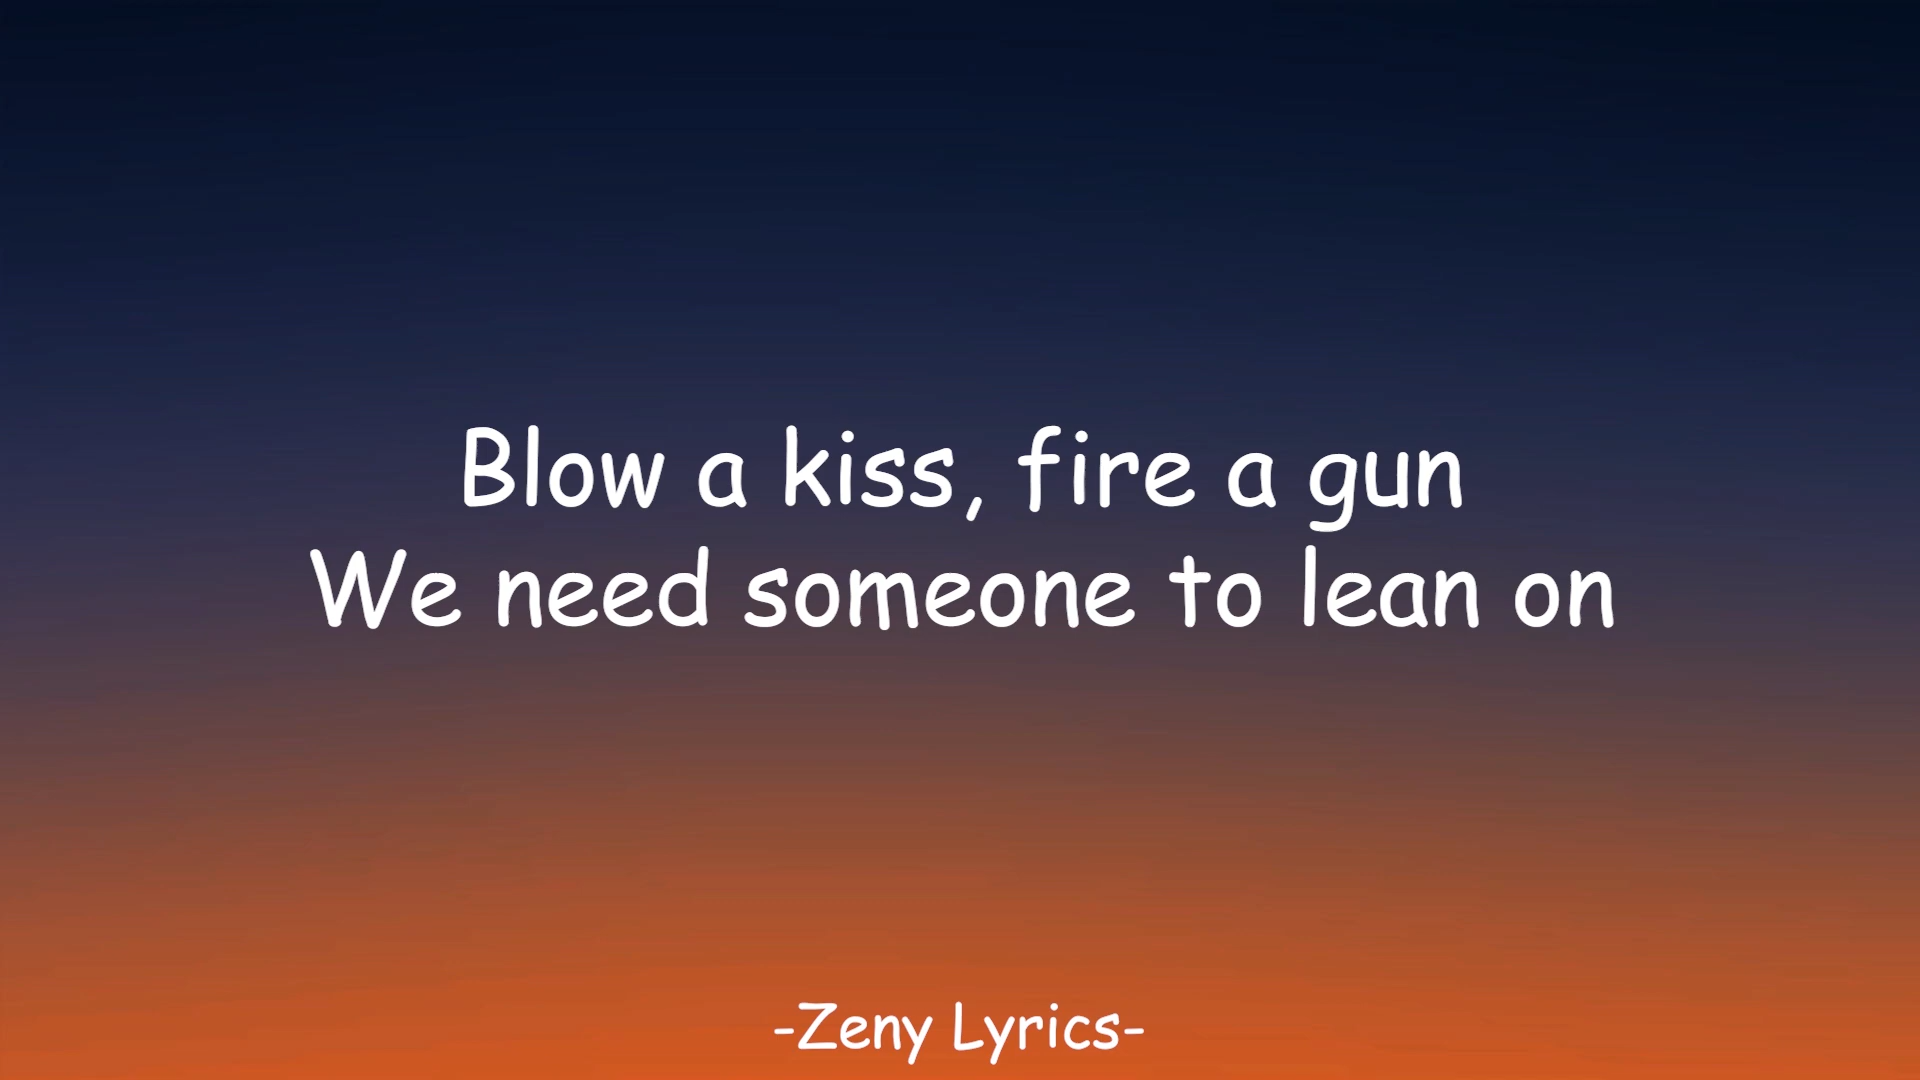 Blow a kiss, fire a gun
We need someone to lean on
-Zeny Lyrics-